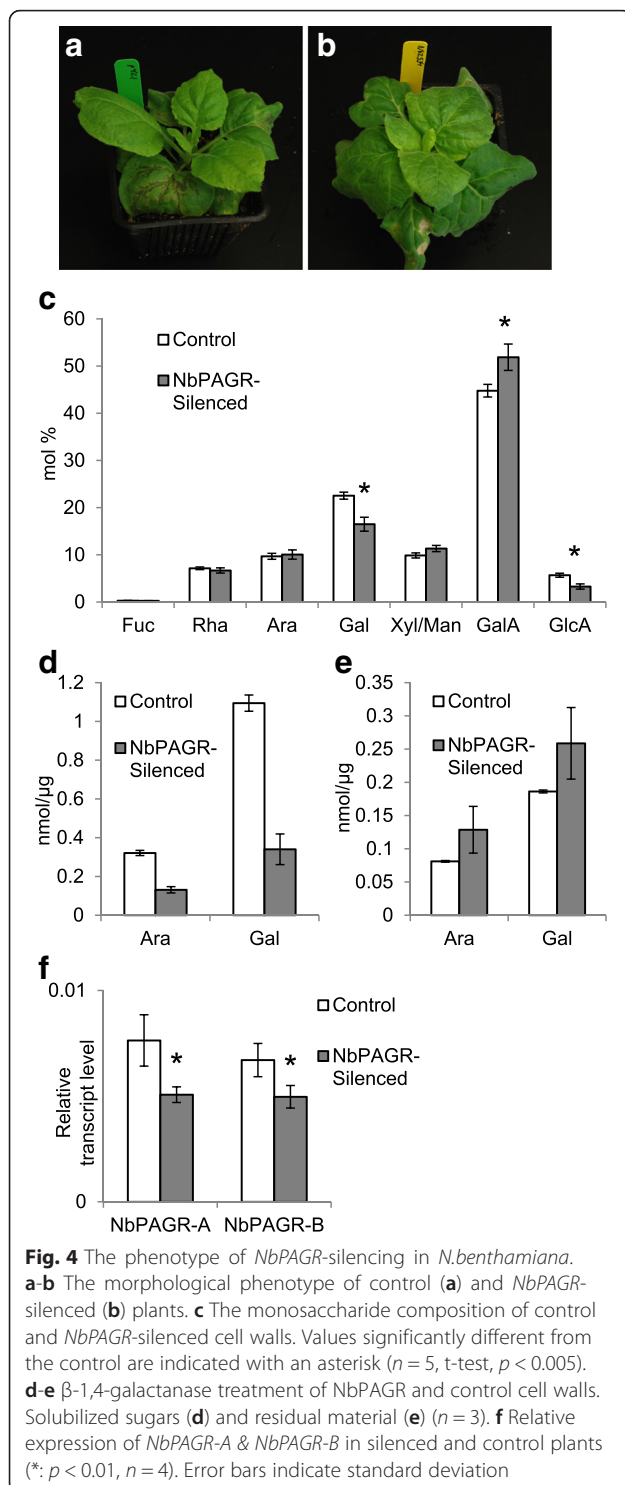 a
b
c
60
50
40
30
20
10
0
mol %
Control
NbPAGR-
Silenced
*
*
*
Fuc Rha Ara Gal Xyl/Man GalA GlcA
d
1.2
1
0.8
0.6
0.4
0.2
0
nmol/µg
Control
NbPAGR-
Silenced
Ara Gal
e
0.35
0.3
0.25
0.2
0.15
0.1
0.05
0
nmol/µg
Control
NbPAGR-
Silenced
Ara Gal
f
0.01
0
Relative
transcript level
Control
NbPAGR-
Silenced
*
*
NbPAGR-A NbPAGR-B
Fig. 4 The phenotype of NbPAGR-silencing in N.benthamiana.
a-b The morphological phenotype of control (a) and NbPAGR-
silenced (b) plants. c The monosaccharide composition of control
and NbPAGR-silenced cell walls. Values significantly different from
the control are indicated with an asterisk (n = 5, t-test, p < 0.005).
d-e β-1,4-galactanase treatment of NbPAGR and control cell walls.
Solubilized sugars (d) and residual material (e) (n = 3). f Relative
expression of NbPAGR-A & NbPAGR-B in silenced and control plants
(*: p < 0.01, n = 4). Error bars indicate standard deviation